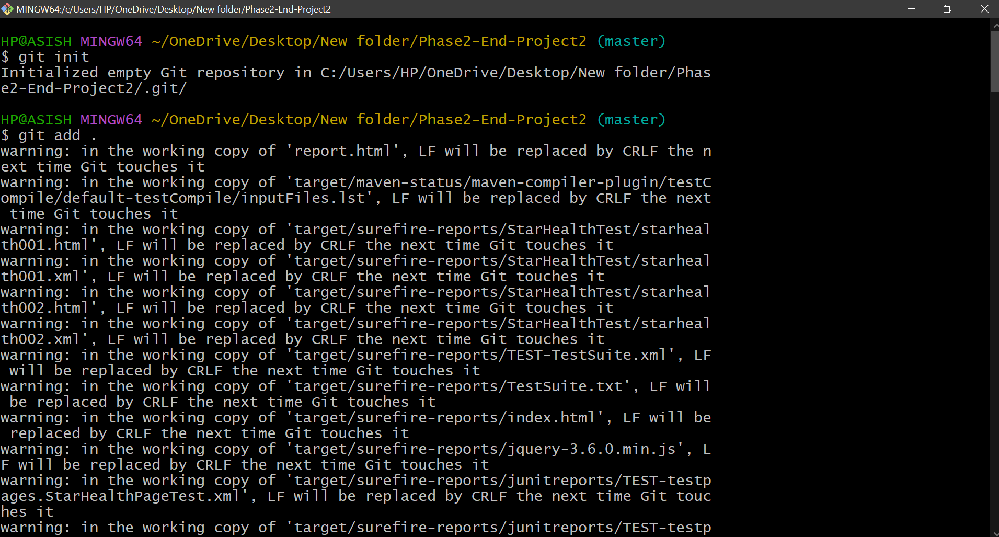 MINGW64:/c/Users/HP/OneDrive/Desktop/New folder/Phase2-End-Project2
HP@ASISH MINGW64 ~/OneDrive/Desktop/New folder/Phase2-End-Project2 (master)
$ git init
Initialized empty Git repository in C:/Users/HP/OneDrive/Desktop/New folder/Phas
e2-End-Project2/.git/
HP@ASISH MINGW64 ~/OneDrive/Desktop/New folder/Phase2-End-Project2 (master)
$ git add .
warning: in the working copy of 'report.html', LF will be replaced by CRLF the n
ext time Git touches it
warning: in the working copy of 'target/maven-status/maven-compiler-plugin/testC
ompile/default-testCompile/inputFiles.lst', LF will be replaced by CRLF the next
 time Git touches it
warning: in the working copy of 'target/surefire-reports/StarHealthTest/starheal
th001.html', LF will be replaced by CRLF the next time Git touches it
warning: in the working copy of 'target/surefire-reports/StarHealthTest/starheal
th001.xml', LF will be replaced by CRLF the next time Git touches it
warning: in the working copy of 'target/surefire-reports/StarHealthTest/starheal
th002.html', LF will be replaced by CRLF the next time Git touches it
warning: in the working copy of 'target/surefire-reports/StarHealthTest/starheal
th002.xml', LF will be replaced by CRLF the next time Git touches it
warning: in the working copy of 'target/surefire-reports/TEST-TestSuite.xml', LF
 will be replaced by CRLF the next time Git touches it
warning: in the working copy of 'target/surefire-reports/TestSuite.txt', LF will
 be replaced by CRLF the next time Git touches it
warning: in the working copy of 'target/surefire-reports/index.html', LF will be
 replaced by CRLF the next time Git touches it
warning: in the working copy of 'target/surefire-reports/jquery-3.6.0.min.js', L
F will be replaced by CRLF the next time Git touches it
warning: in the working copy of 'target/surefire-reports/junitreports/TEST-testp
ages.StarHealthPageTest.xml', LF will be replaced by CRLF the next time Git touc
hes it
warning: in the working copy of 'target/surefire-reports/junitreports/TEST-testp